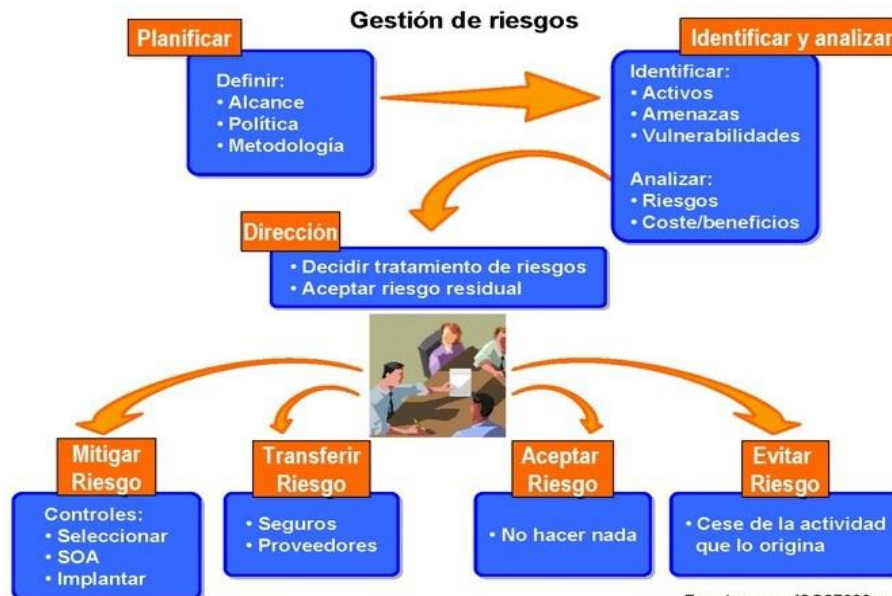 Gestión de riesgos
Planificar
Definir:
• Alcance
• Política
• Metodología
Identificar y analizar
Identificar:
• Activos
• Amenazas
• Vulnerabilidades
Analizar:
• Riesgos
• Coste/beneficios
Dirección
• Decidir tratamiento de riesgos
• Aceptar riesgo residual
Mitigar
Riesgo
Controles:
• Seleccionar
• SOA
• Implantar
Transferir
Riesgo
• Seguros
• Proveedores
Aceptar
Riesgo
• No hacer nada
Evitar
Riesgo
• Cese de la actividad
que lo origina